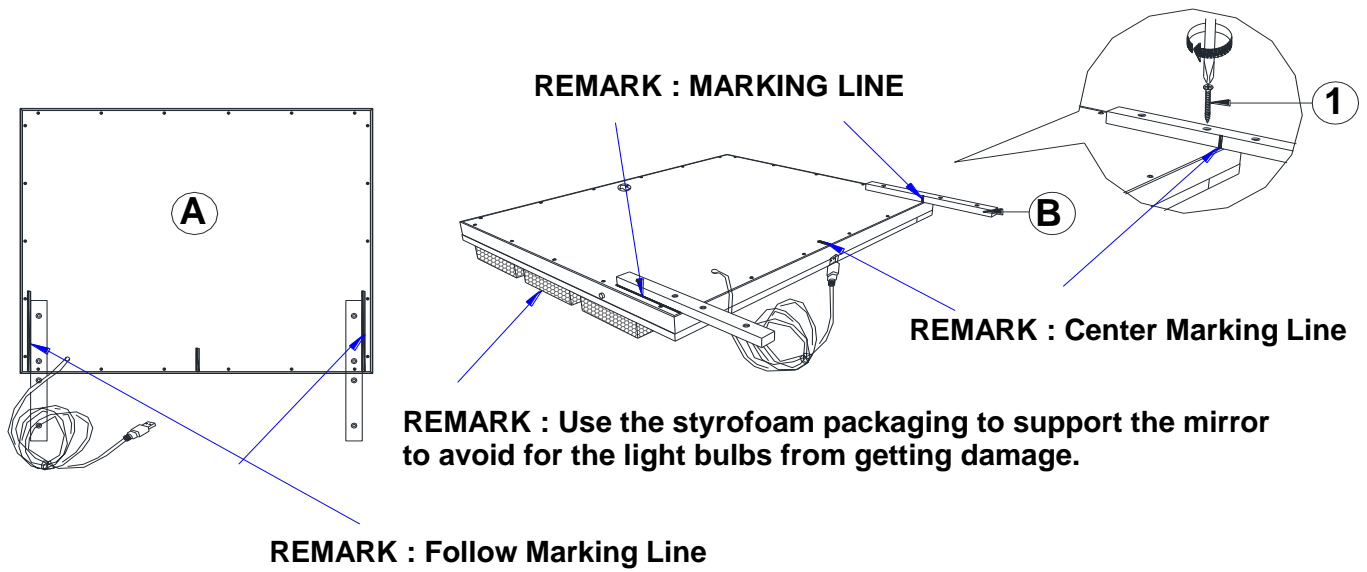 REMARK : MARKING LINE
1
A
B
REMARK : Center Marking Line
REMARK : Use the styrofoam packaging to support the mirror
to avoid for the light bulbs from getting damage.
REMARK : Follow Marking Line